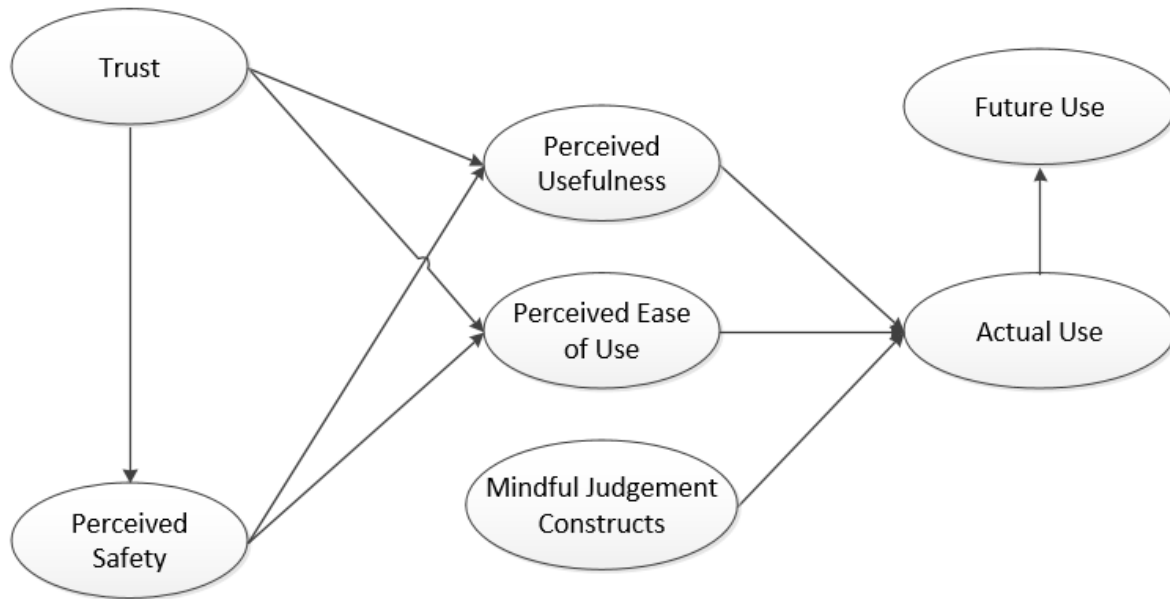 Trust
Future Use
Perceived
Usefulness
Perceived Ease
of Use
Actual Use
Mindful Judgement
Constructs
Perceived
Safety